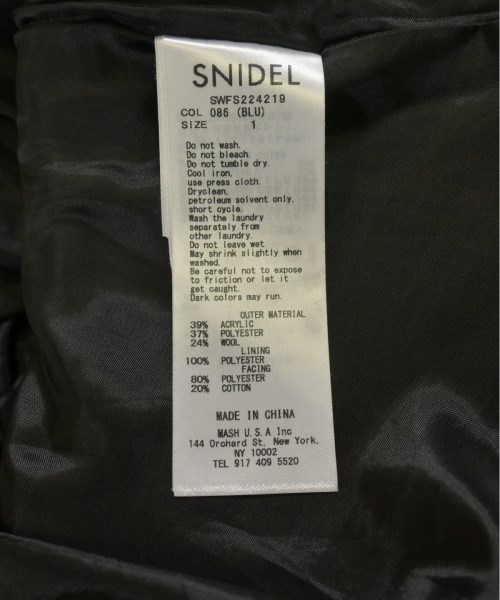 SNIDEL
SWFS224219
COL 086 (BLU)
SIZE 1
Do not wash.
Do not bleach.
Do not tumble dry.
Cool iron,
use press cloth.
Dryclean,
petroleum solvent only,
short cycle.
Wash the laundry
separately from
other laundry.
Do not leave wet.
May shrink slightly when
washed.
Be careful not to expose
to friction or let it
get caught.
Dark colors may run.
OUTER MATERIAL
39% ACRYLIC
37% POLYESTER
24% WOOL
LINING
100% POLYESTER
FACING
80% POLYESTER
20% COTTON
MADE IN CHINA
MASH U.S.A Inc
144 Orchard St. New York,
NY 10002
TEL 917 409 5520